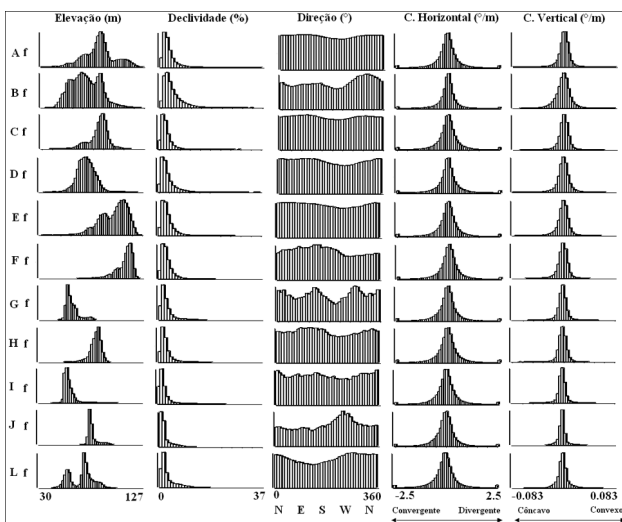 Elevação (m) Declividade (%) Direção (°) C. Horizontal (°/m) C. Vertical (°/m)
A f
B f
C f
D f
E f
F f
G f
H f
I f
J f
L f
30 127 0 37 0 360 -2.5 2.5 -0.083 0.083
N E S W N Convergente Divergente Côncavo Convexo